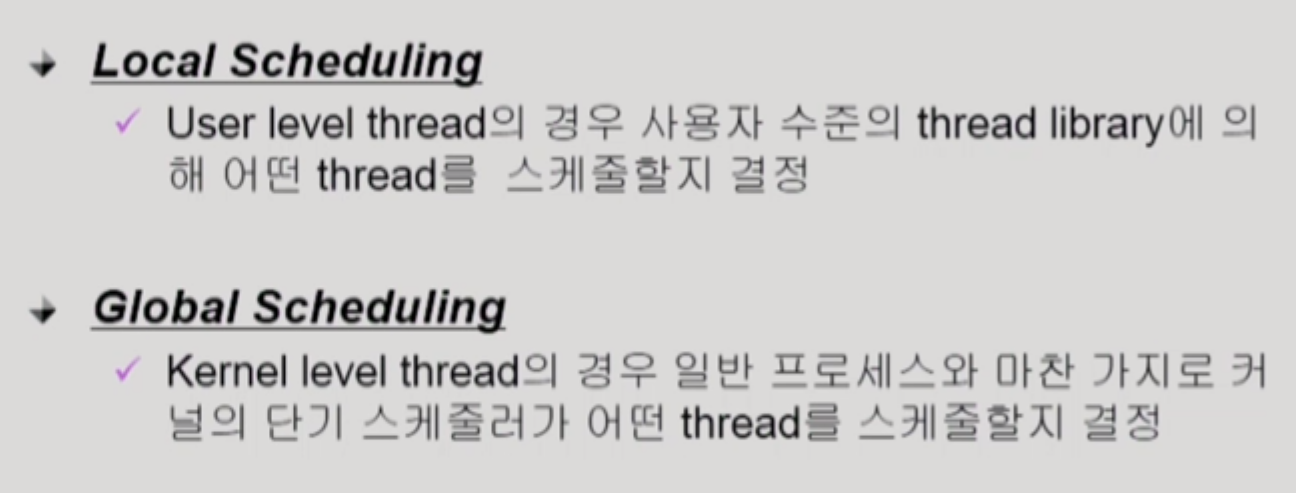 Local Scheduling
User level thread의 경우 사용자 수준의 thread library에 의
해 어떤 thread를 스케줄할지 결정
Global Scheduling
Kernel level thread의 경우 일반 프로세스와 마찬 가지로 커
널의 단기 스케줄러가 어떤 thread를 스케줄할지 결정